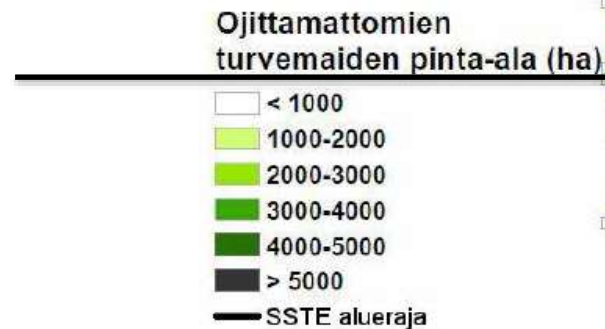 Ojittamattomien
turvemaiden pinta-ala (ha)
< 1000
1000-2000
2000-3000
3000-4000
4000-5000
> 5000
SSTE alueraja